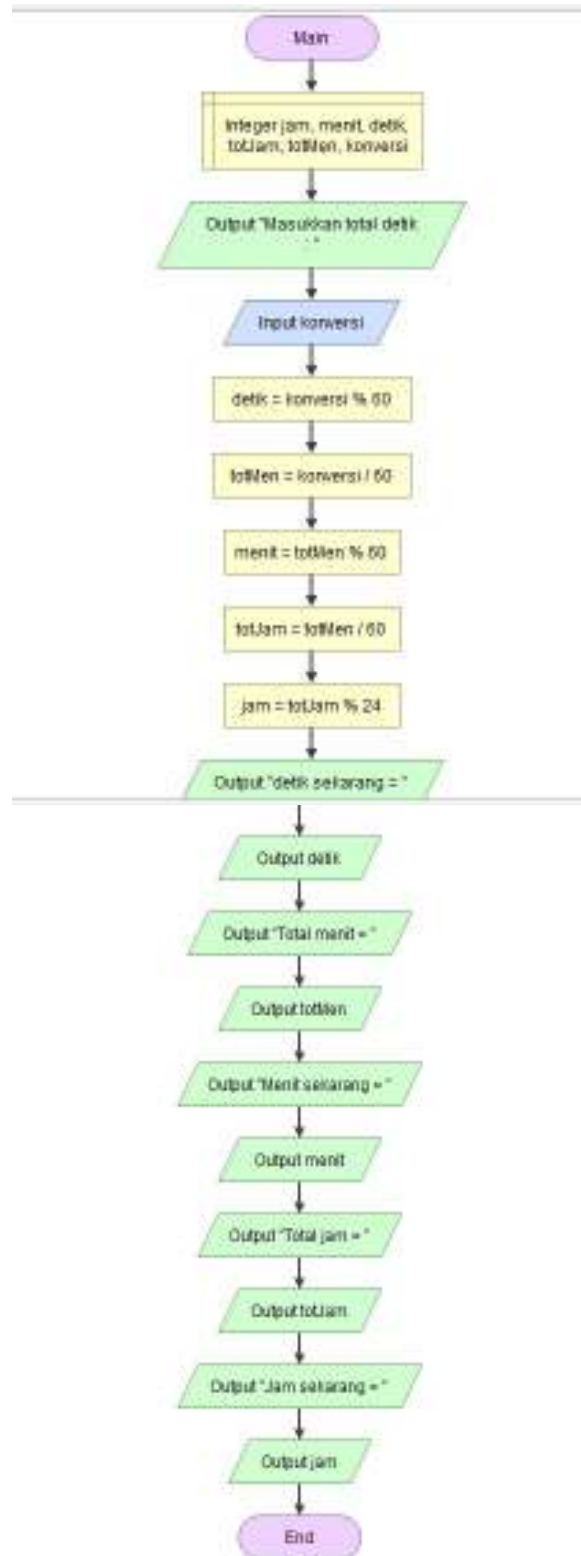 Main
Integer jam, menit, detik,
totJam, totMen, konversi
Output "Masukkan total detik
: "
Input konversi
detik = konversi % 60
totMen = konversi / 60
menit = totMen % 60
totJam = totMen / 60
jam = totJam % 24
Output "detik sekarang = "
Output detik
Output "Total menit = "
Output totMen
Output "Menit sekarang = "
Output menit
Output "Total jam = "
Output totJam
Output "Jam sekarang = "
Output jam
End